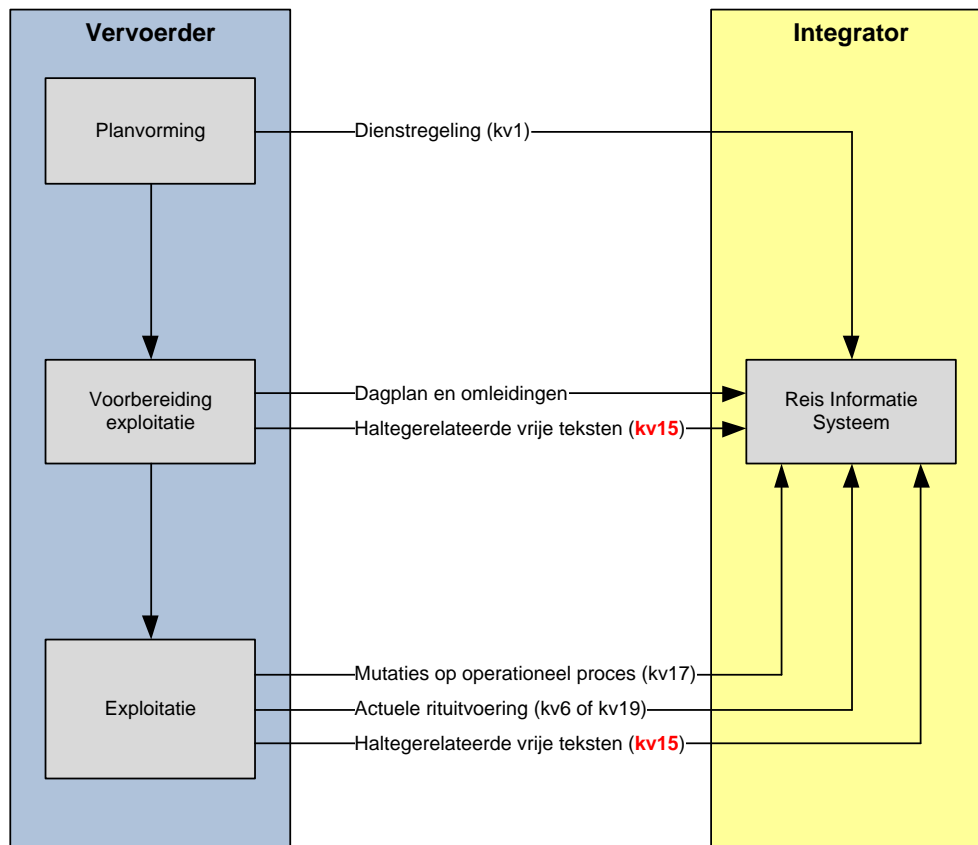 Vervoerder
Integrator
Planvorming
Dienstregeling (kv1)
Voorbereiding
exploitatie
Dagplan en omleidingen
Haltegerelateerde vrije teksten (kv15)
Reis Informatie
Systeem
Exploitatie
Mutaties op operationeel proces (kv17)
Actuele rituitvoering (kv6 of kv19)
Haltegerelateerde vrije teksten (kv15)